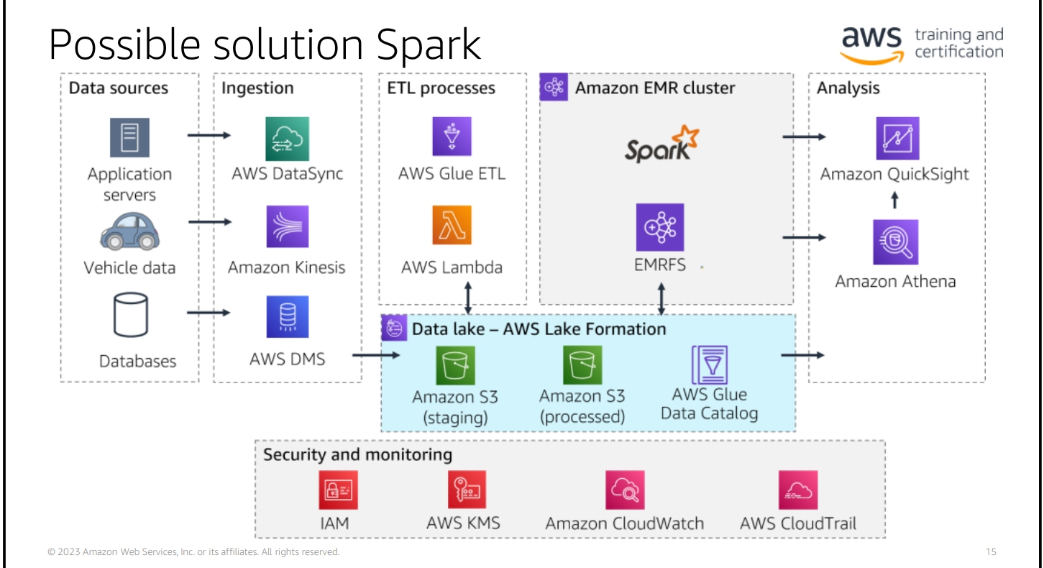 Possible solution Spark
aws training and
certification
Data sources
Application
servers
Vehicle data
Databases
Ingestion
AWS DataSync
Amazon Kinesis
AWS DMS
ETL processes
AWS Glue ETL
AWS Lambda
Amazon EMR cluster
Spark
EMRFS
Analysis
Amazon QuickSight
Amazon Athena
Data lake – AWS Lake Formation
Amazon S3
(staging)
Amazon S3
(processed)
AWS Glue
Data Catalog
Security and monitoring
IAM
AWS KMS
Amazon CloudWatch
AWS CloudTrail
© 2023 Amazon Web Services, Inc. or its affiliates. All rights reserved.
15